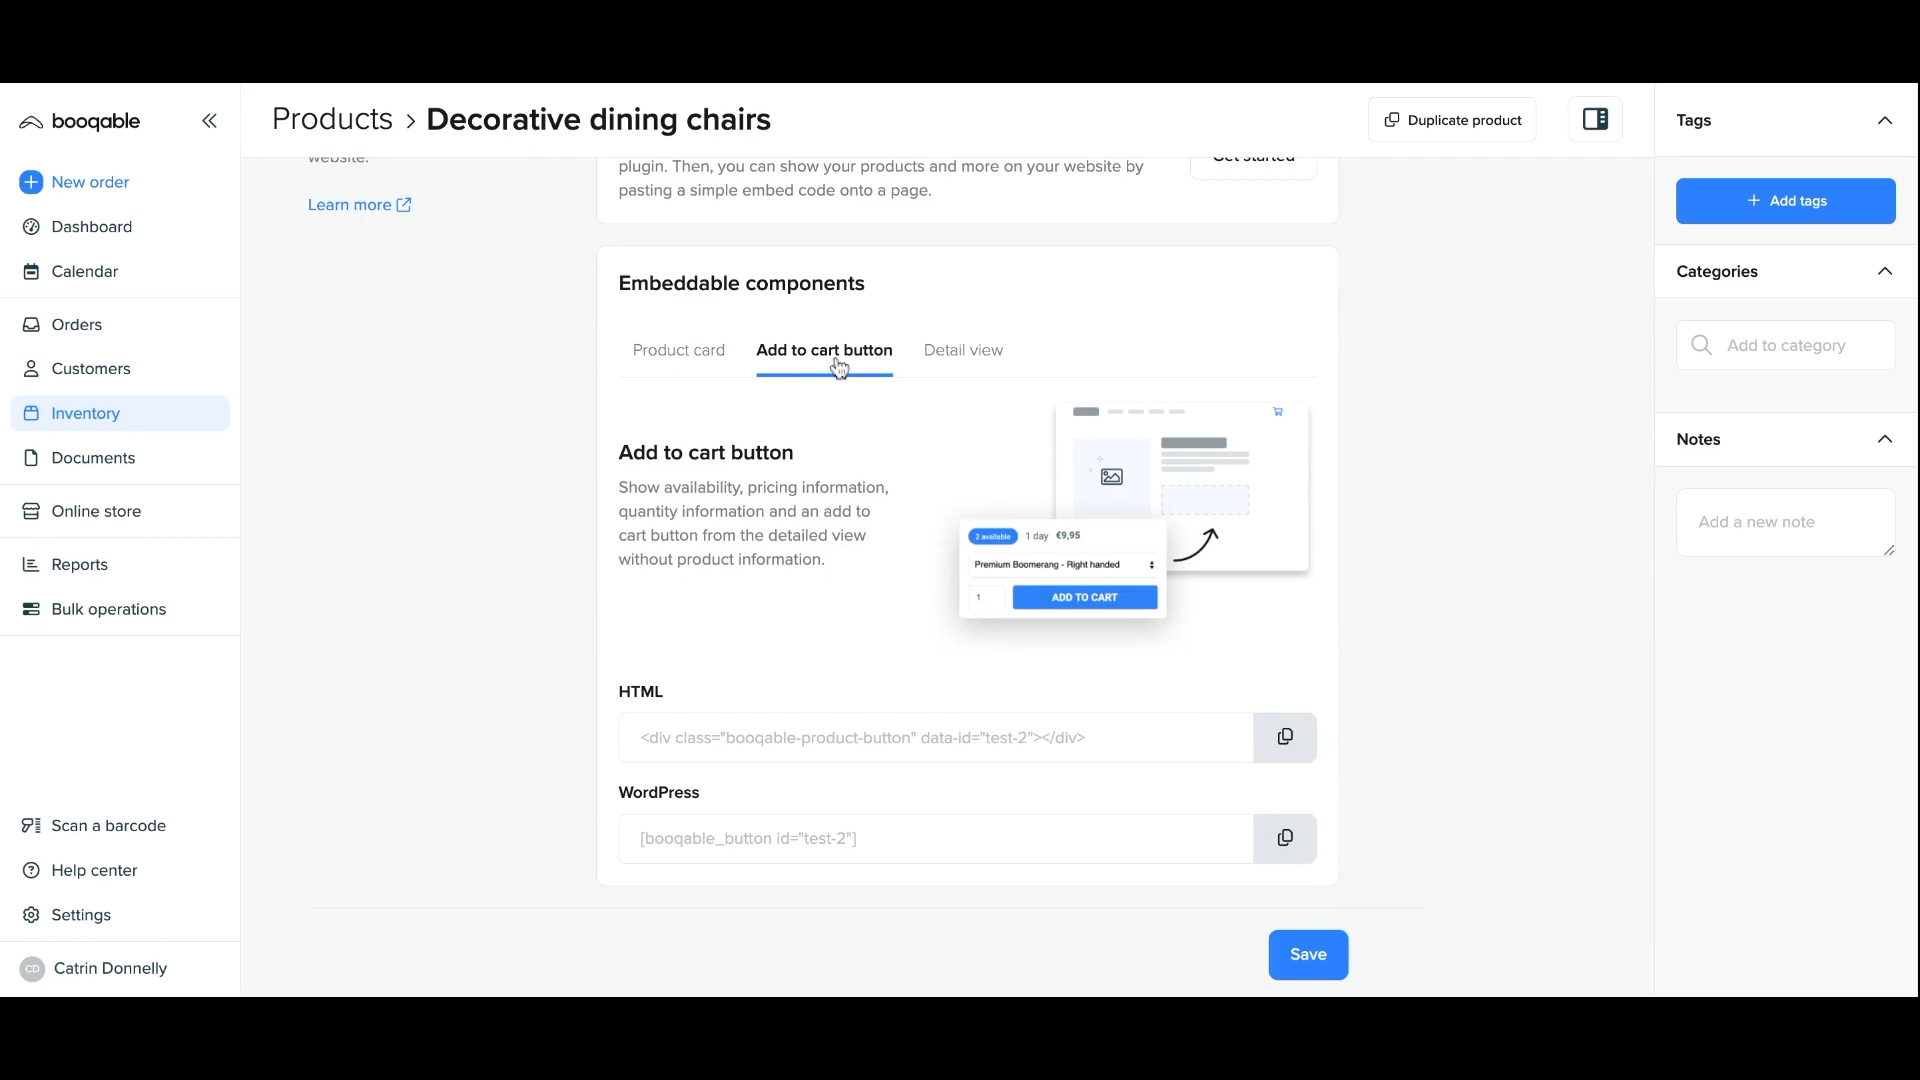 booqable
New order
Dashboard
Calendar
Orders
Customers
Inventory
Documents
Online store
Reports
Bulk operations
Scan a barcode
Help center
Settings
CD Catrin Donnelly
Products › Decorative dining chairs
Duplicate product
website.
Learn more
plugin. Then, you can show your products and more on your website by
pasting a simple embed code onto a page.
Get started
Embeddable components
Product card Add to cart button Detail view
Add to cart button
Show availability, pricing information,
quantity information and an add to
cart button from the detailed view
without product information.
2 available 1 day €9,95
Premium Boomerang - Right handed
1 ADD TO CART
HTML
<div class="booqable-product-button" data-id="test-2"></div>
WordPress
[booqable_button id="test-2"]
Save
Tags
+ Add tags
Categories
Add to category
Notes
Add a new note